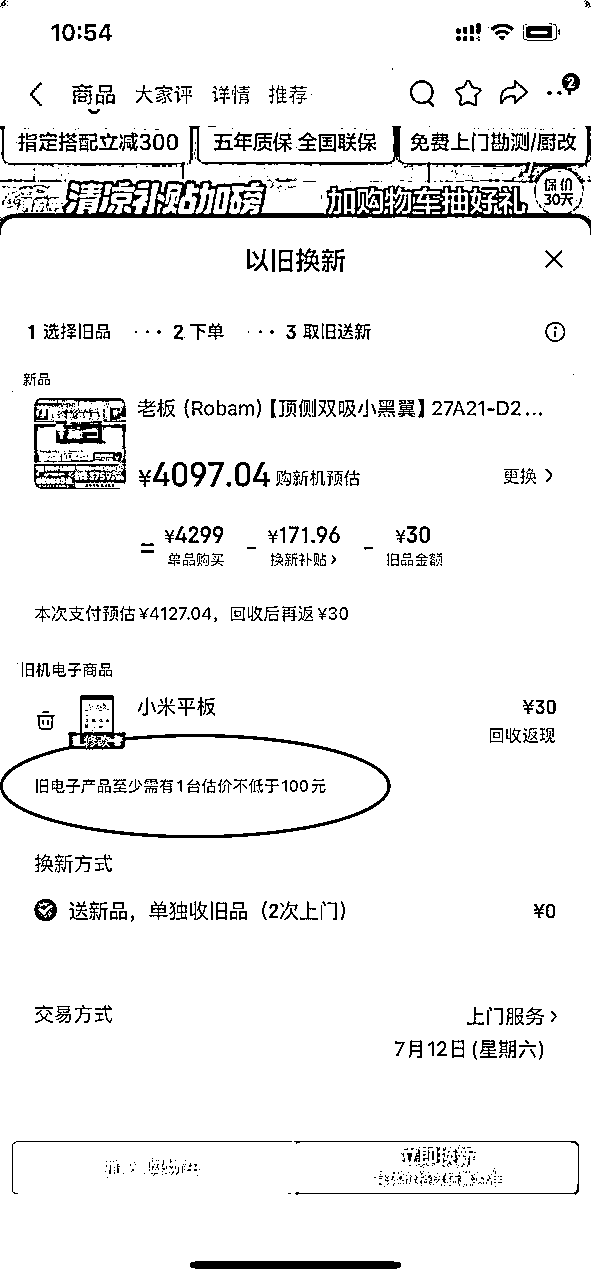 10:54
商品 大家评 详情 推荐 2
指定搭配立减300 五年质保 全国联保 免费上门勘测/厨改
清凉补贴加磅 加购物车抽好礼 保价 30天
以旧换新
1 选择旧品 ··· 2 下单 ··· 3 取旧送新
新品
老板（Robam）【顶侧双吸小黑翼】27A21-D2...
¥4097.04 购新机预估 更换
= ¥4299 - ¥171.96 - ¥30
单品购买 换新补贴 旧品金额
本次支付预估¥4127.04，回收后再返¥30
旧机电子商品
小米平板 ¥30
修改 回收返现
旧电子产品至少需有1台估价不低于100元
换新方式
送新品，单独收旧品（2次上门） ¥0
交易方式 上门服务
7月12日(星期六)
立即换新